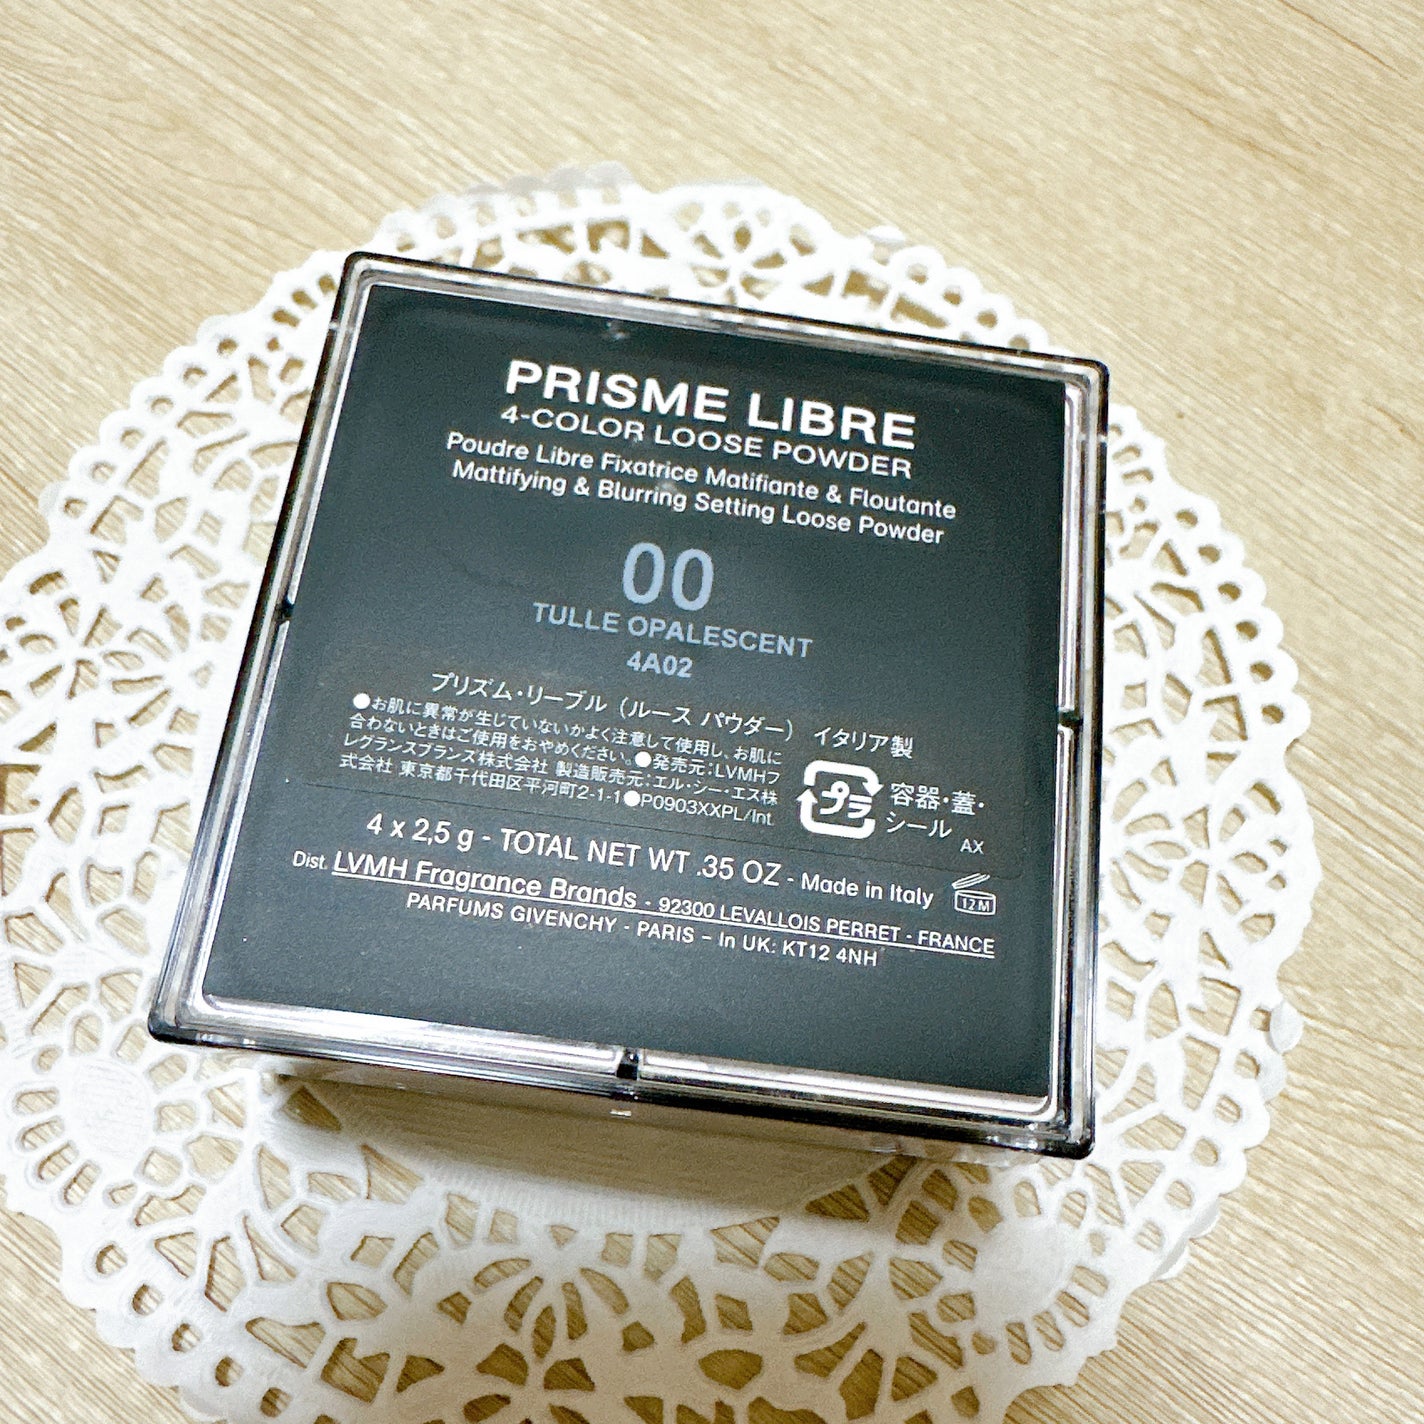 PRISME LIBRE
4-COLOR LOOSE POWDER
Poudre Libre Fixatrice Matifiante & Floutante
Mattifying & Blurring Setting Loose Powder
00
TULLE OPALESCENT
4A02
プリズム・リーブル（ルース パウダー） イタリア製
●お肌に異常が生じていないかよく注意して使用し、お肌に
合わないときはご使用をおやめください。●発売元：LVMHフ
レグランスブランズ株式会社 製造販売元：エル・シー・エス株
式会社 東京都千代田区平河町2-1-1●P0903XXPL/Int.
プラ
容器・蓋・
シール
AX
4 x 2,5 g - TOTAL NET WT .35 OZ - Made in Italy
12 M
Dist. LVMH Fragrance Brands - 92300 LEVALLOIS PERRET - FRANCE
PARFUMS GIVENCHY - PARIS – In UK: KT12 4NH